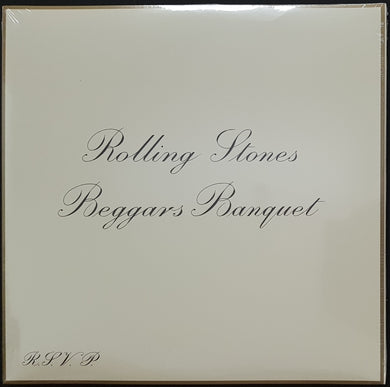 Rolling Stones
Beggars Banquet
R.S.V.P.